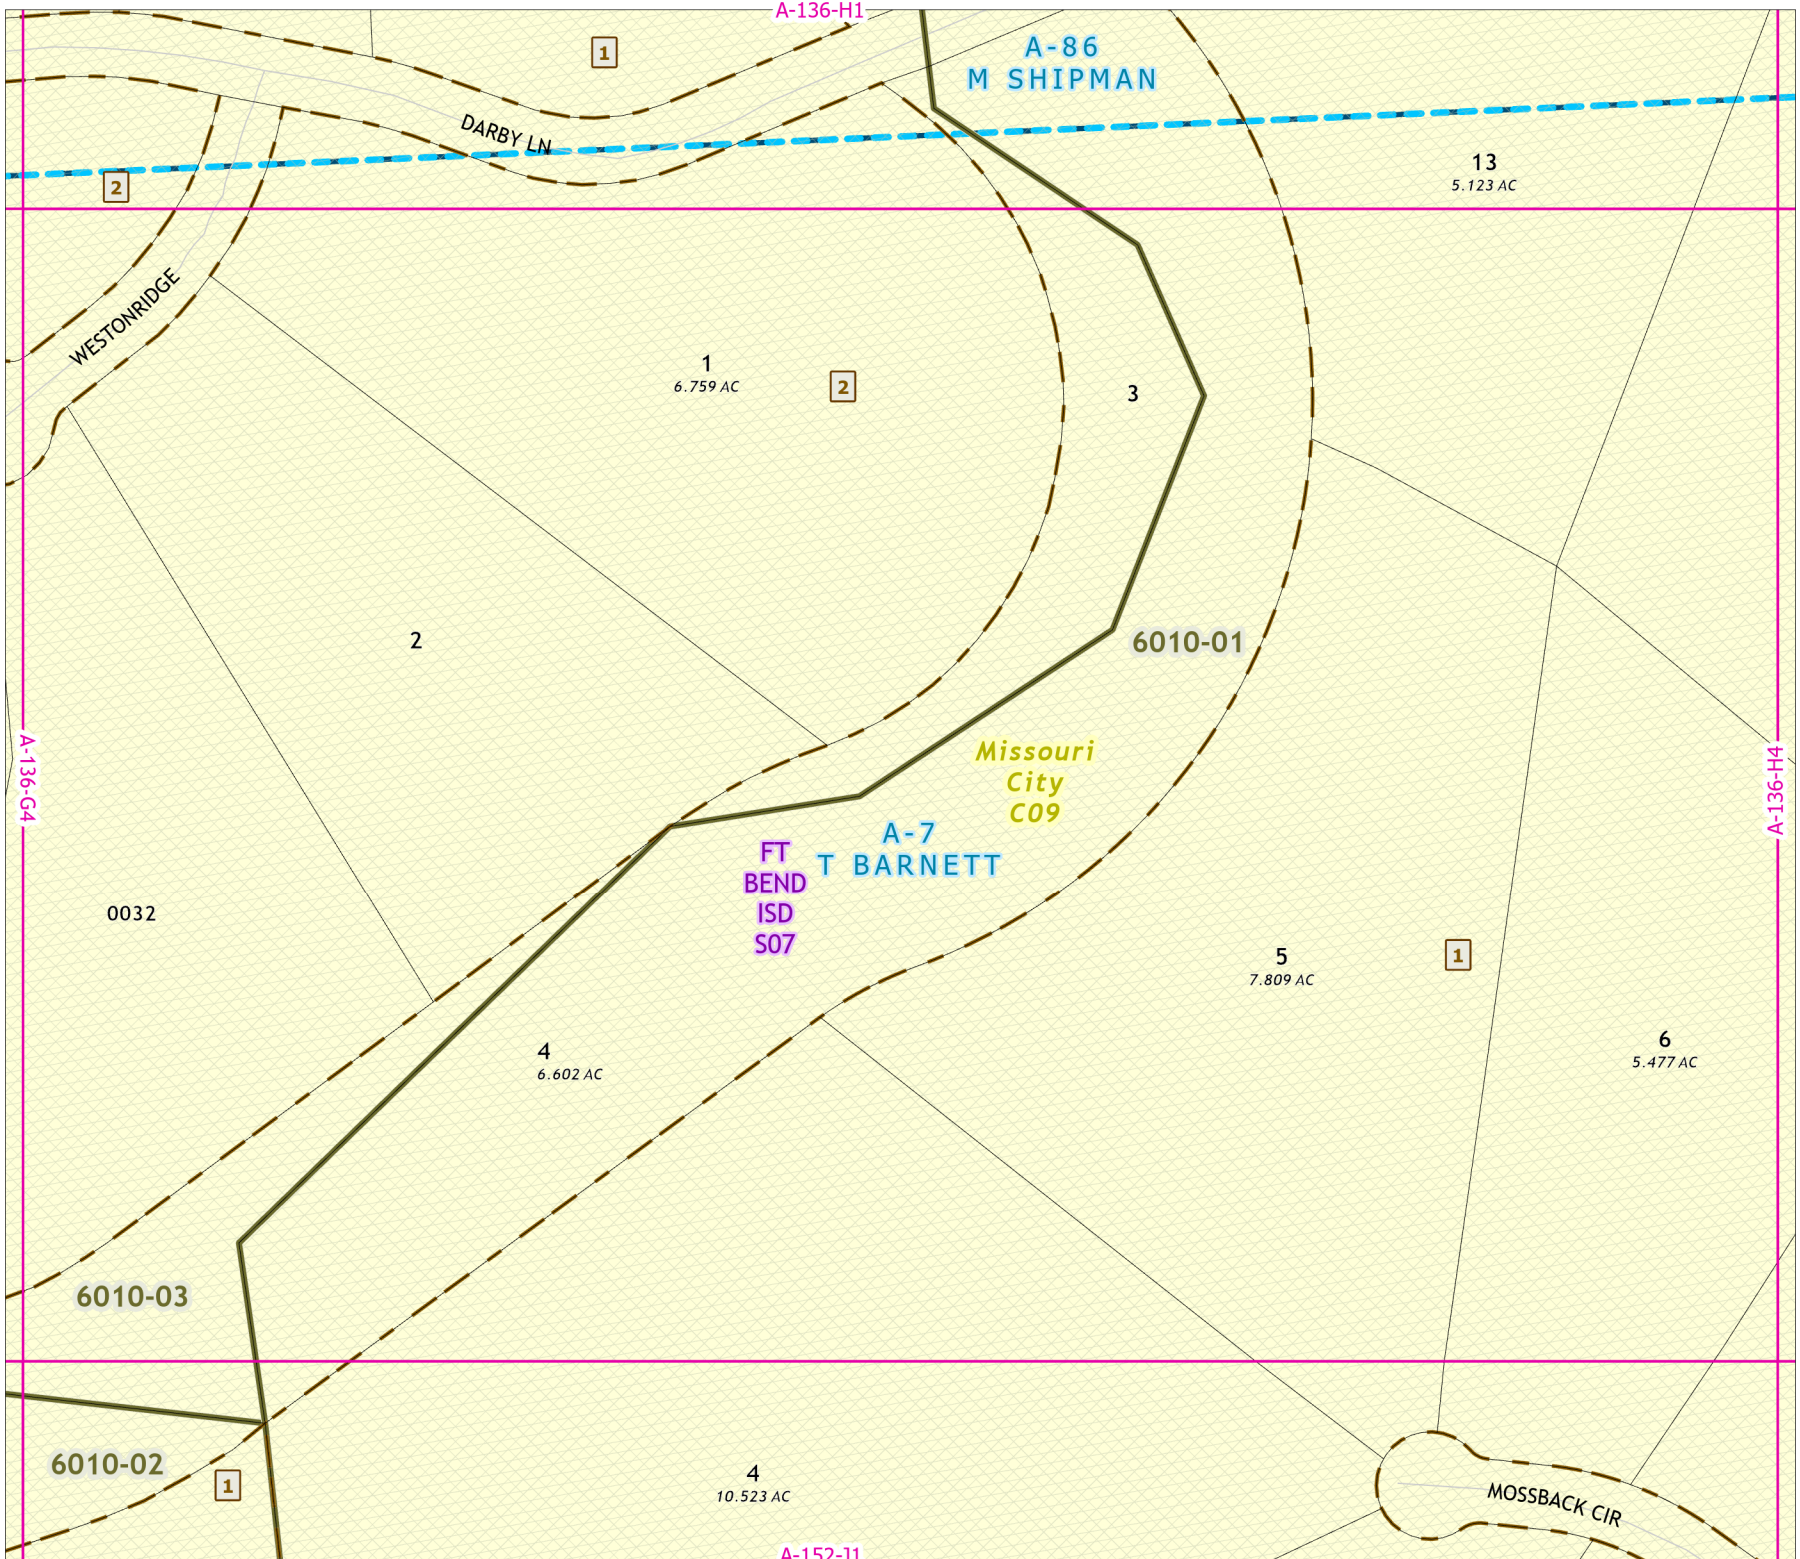 A-136-H1
1
A-86
M SHIPMAN
DARBY LN
13
5.123 AC
2
WESTONRIDGE
1
6.759 AC
2
3
2
6010-01
Missouri
City
C09
A-136-G4
A-136-H4
A-7
T BARNETT
FT
BEND
ISD
S07
0032
5
7.809 AC
1
4
6.602 AC
6
5.477 AC
6010-03
6010-02
1
4
10.523 AC
MOSSBACK CIR
A-152-J1